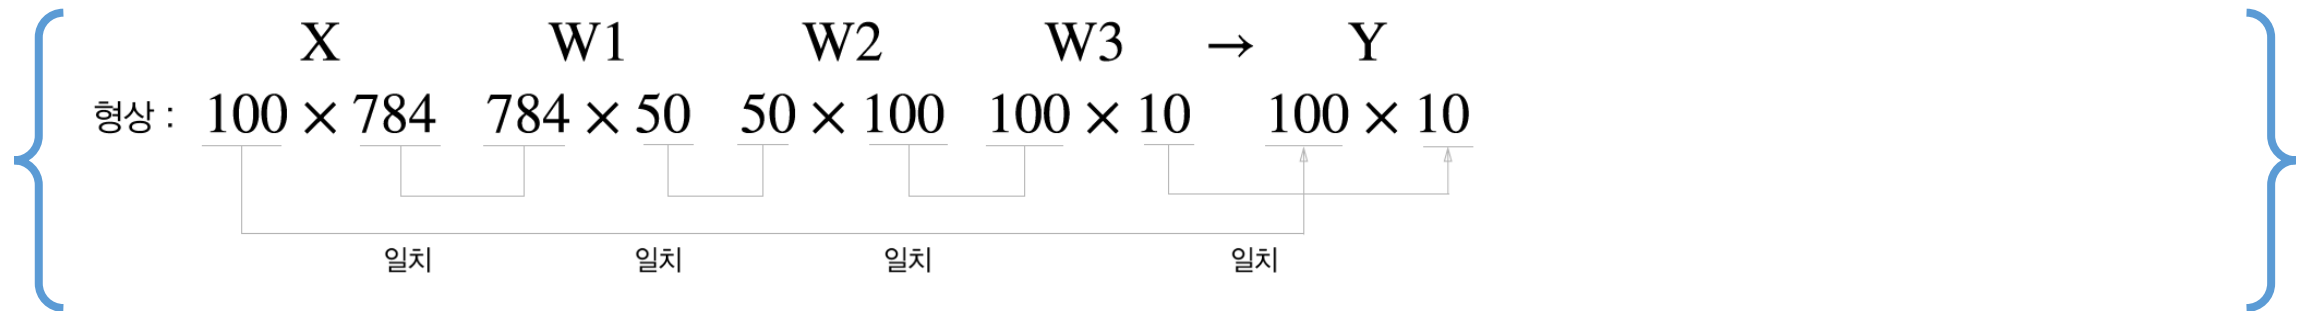 X W1 W2 W3 → Y
형상 : 100 × 784 784 × 50 50 × 100 100 × 10 100 × 10
일치 일치 일치 일치